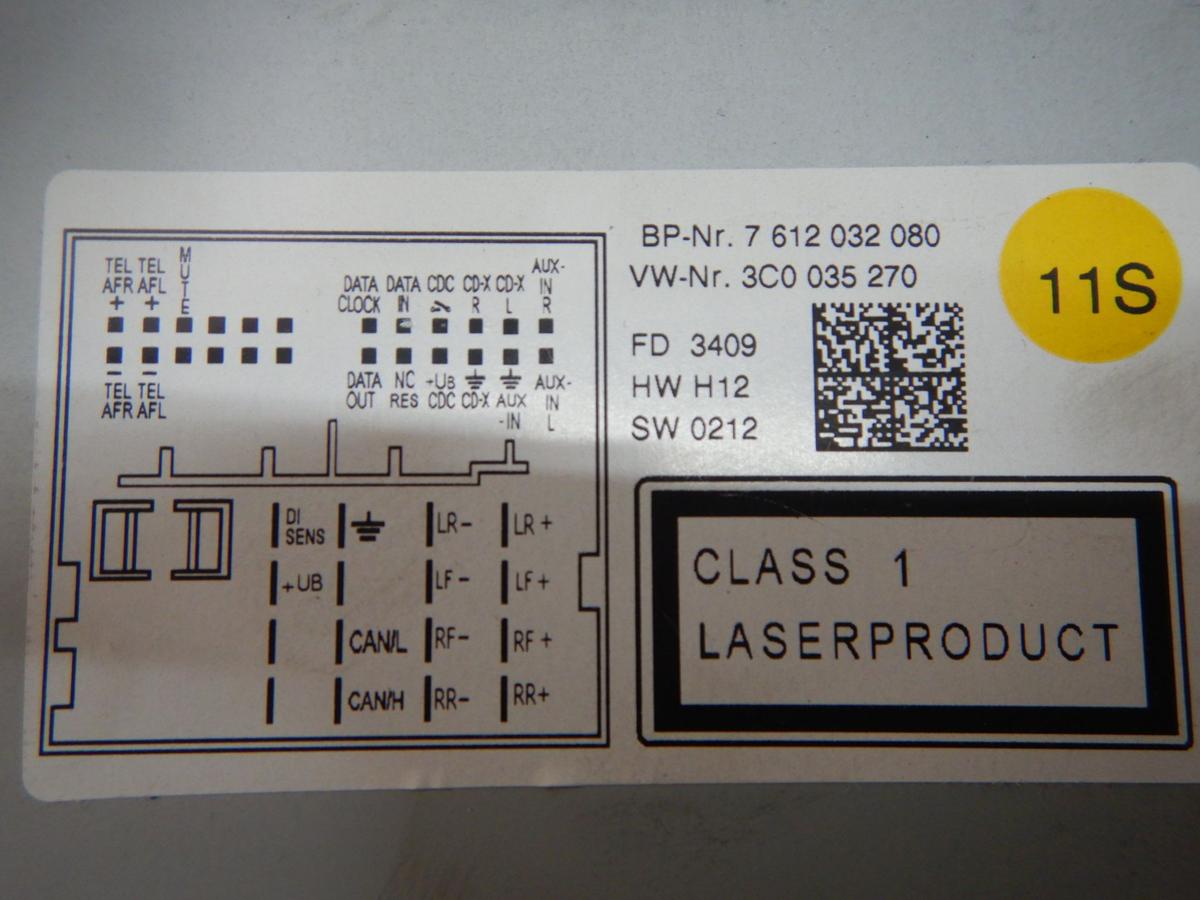 TEL TEL
AFR AFL
+ +
MUTE
DATA DATA CDC CD-X CD-X AUX-
CLOCK IN R L IN
R
– –
TEL TEL
AFR AFL
DATA NC +UB AUX-
OUT RES CDC CD-X AUX IN
-IN L
DI
SENS
LR– LR+
+UB LF– LF+
CAN/L RF– RF+
CAN/H RR– RR+
BP-Nr. 7 612 032 080
VW-Nr. 3C0 035 270
FD 3409
HW H12
SW 0212
11S
CLASS 1
LASERPRODUCT